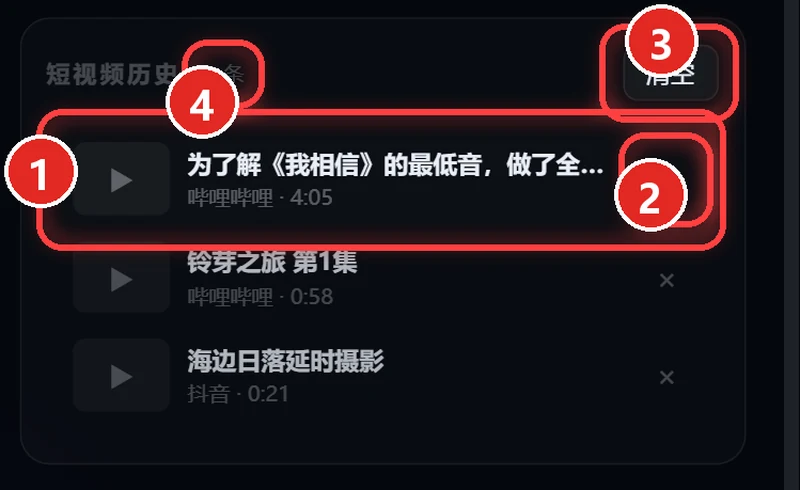 短视频历史 条
3
清空
4
1
为了解《我相信》的最低音，做了全...
哔哩哔哩 · 4:05
2
铃芽之旅 第1集
哔哩哔哩 · 0:58
×
海边日落延时摄影
抖音 · 0:21
×